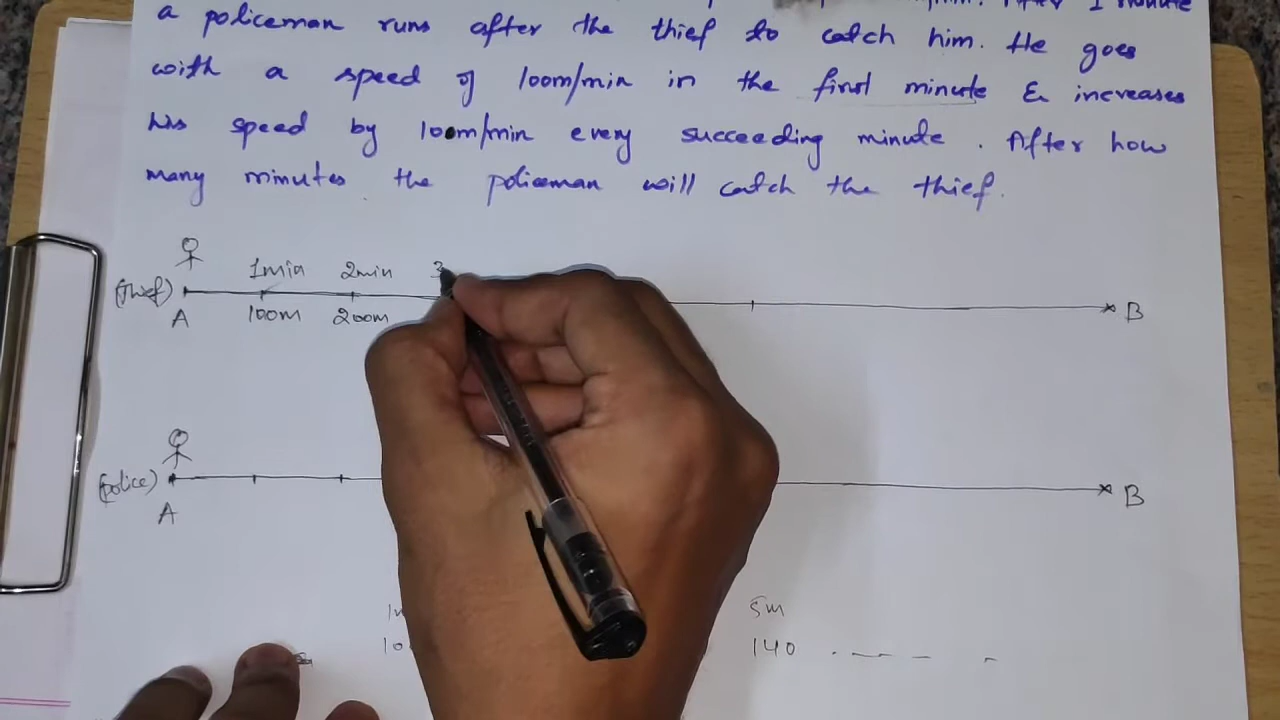 a policeman runs after the thief to catch him. He goes
with a speed of 100m/min in the first minute & increases
his speed by 10m/min every succeeding minute. After how
many minutes the policeman will catch the thief.
1min 2min 3
(Thief)
A 100m 200m B
(police)
A B
5m
140 . - - - -